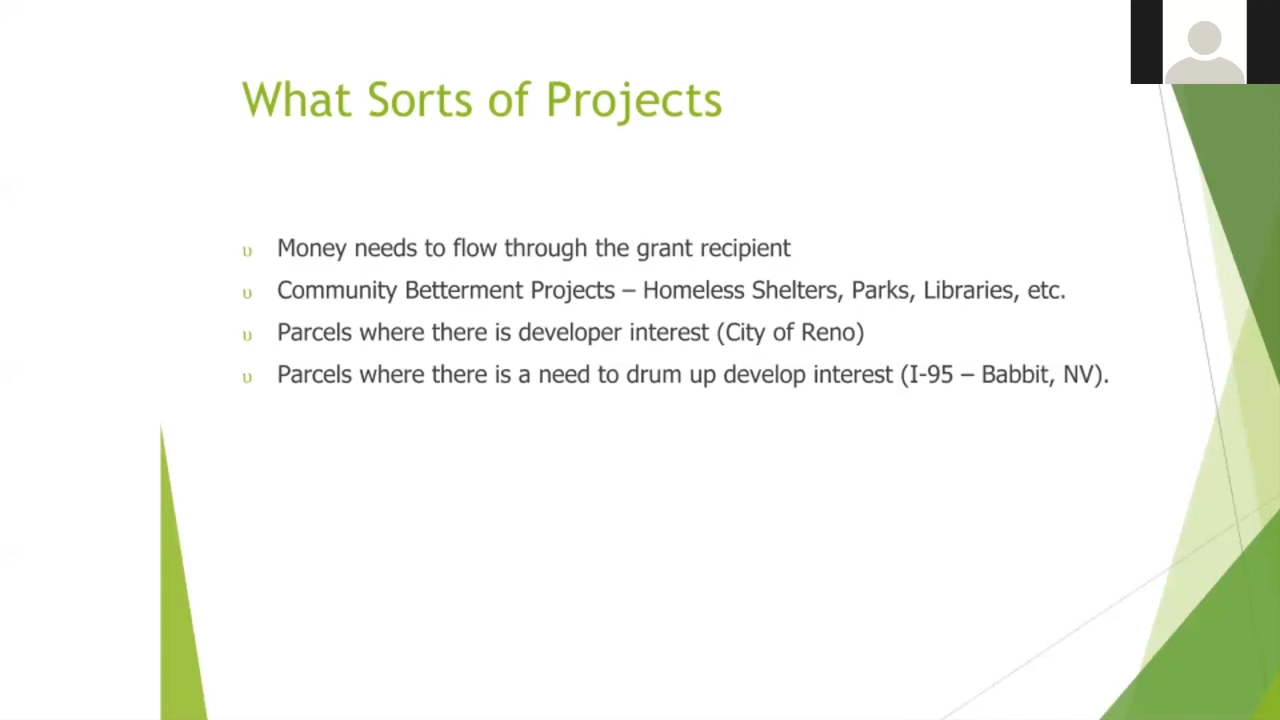 What Sorts of Projects
υ Money needs to flow through the grant recipient
υ Community Betterment Projects – Homeless Shelters, Parks, Libraries, etc.
υ Parcels where there is developer interest (City of Reno)
υ Parcels where there is a need to drum up develop interest (I-95 – Babbit, NV).